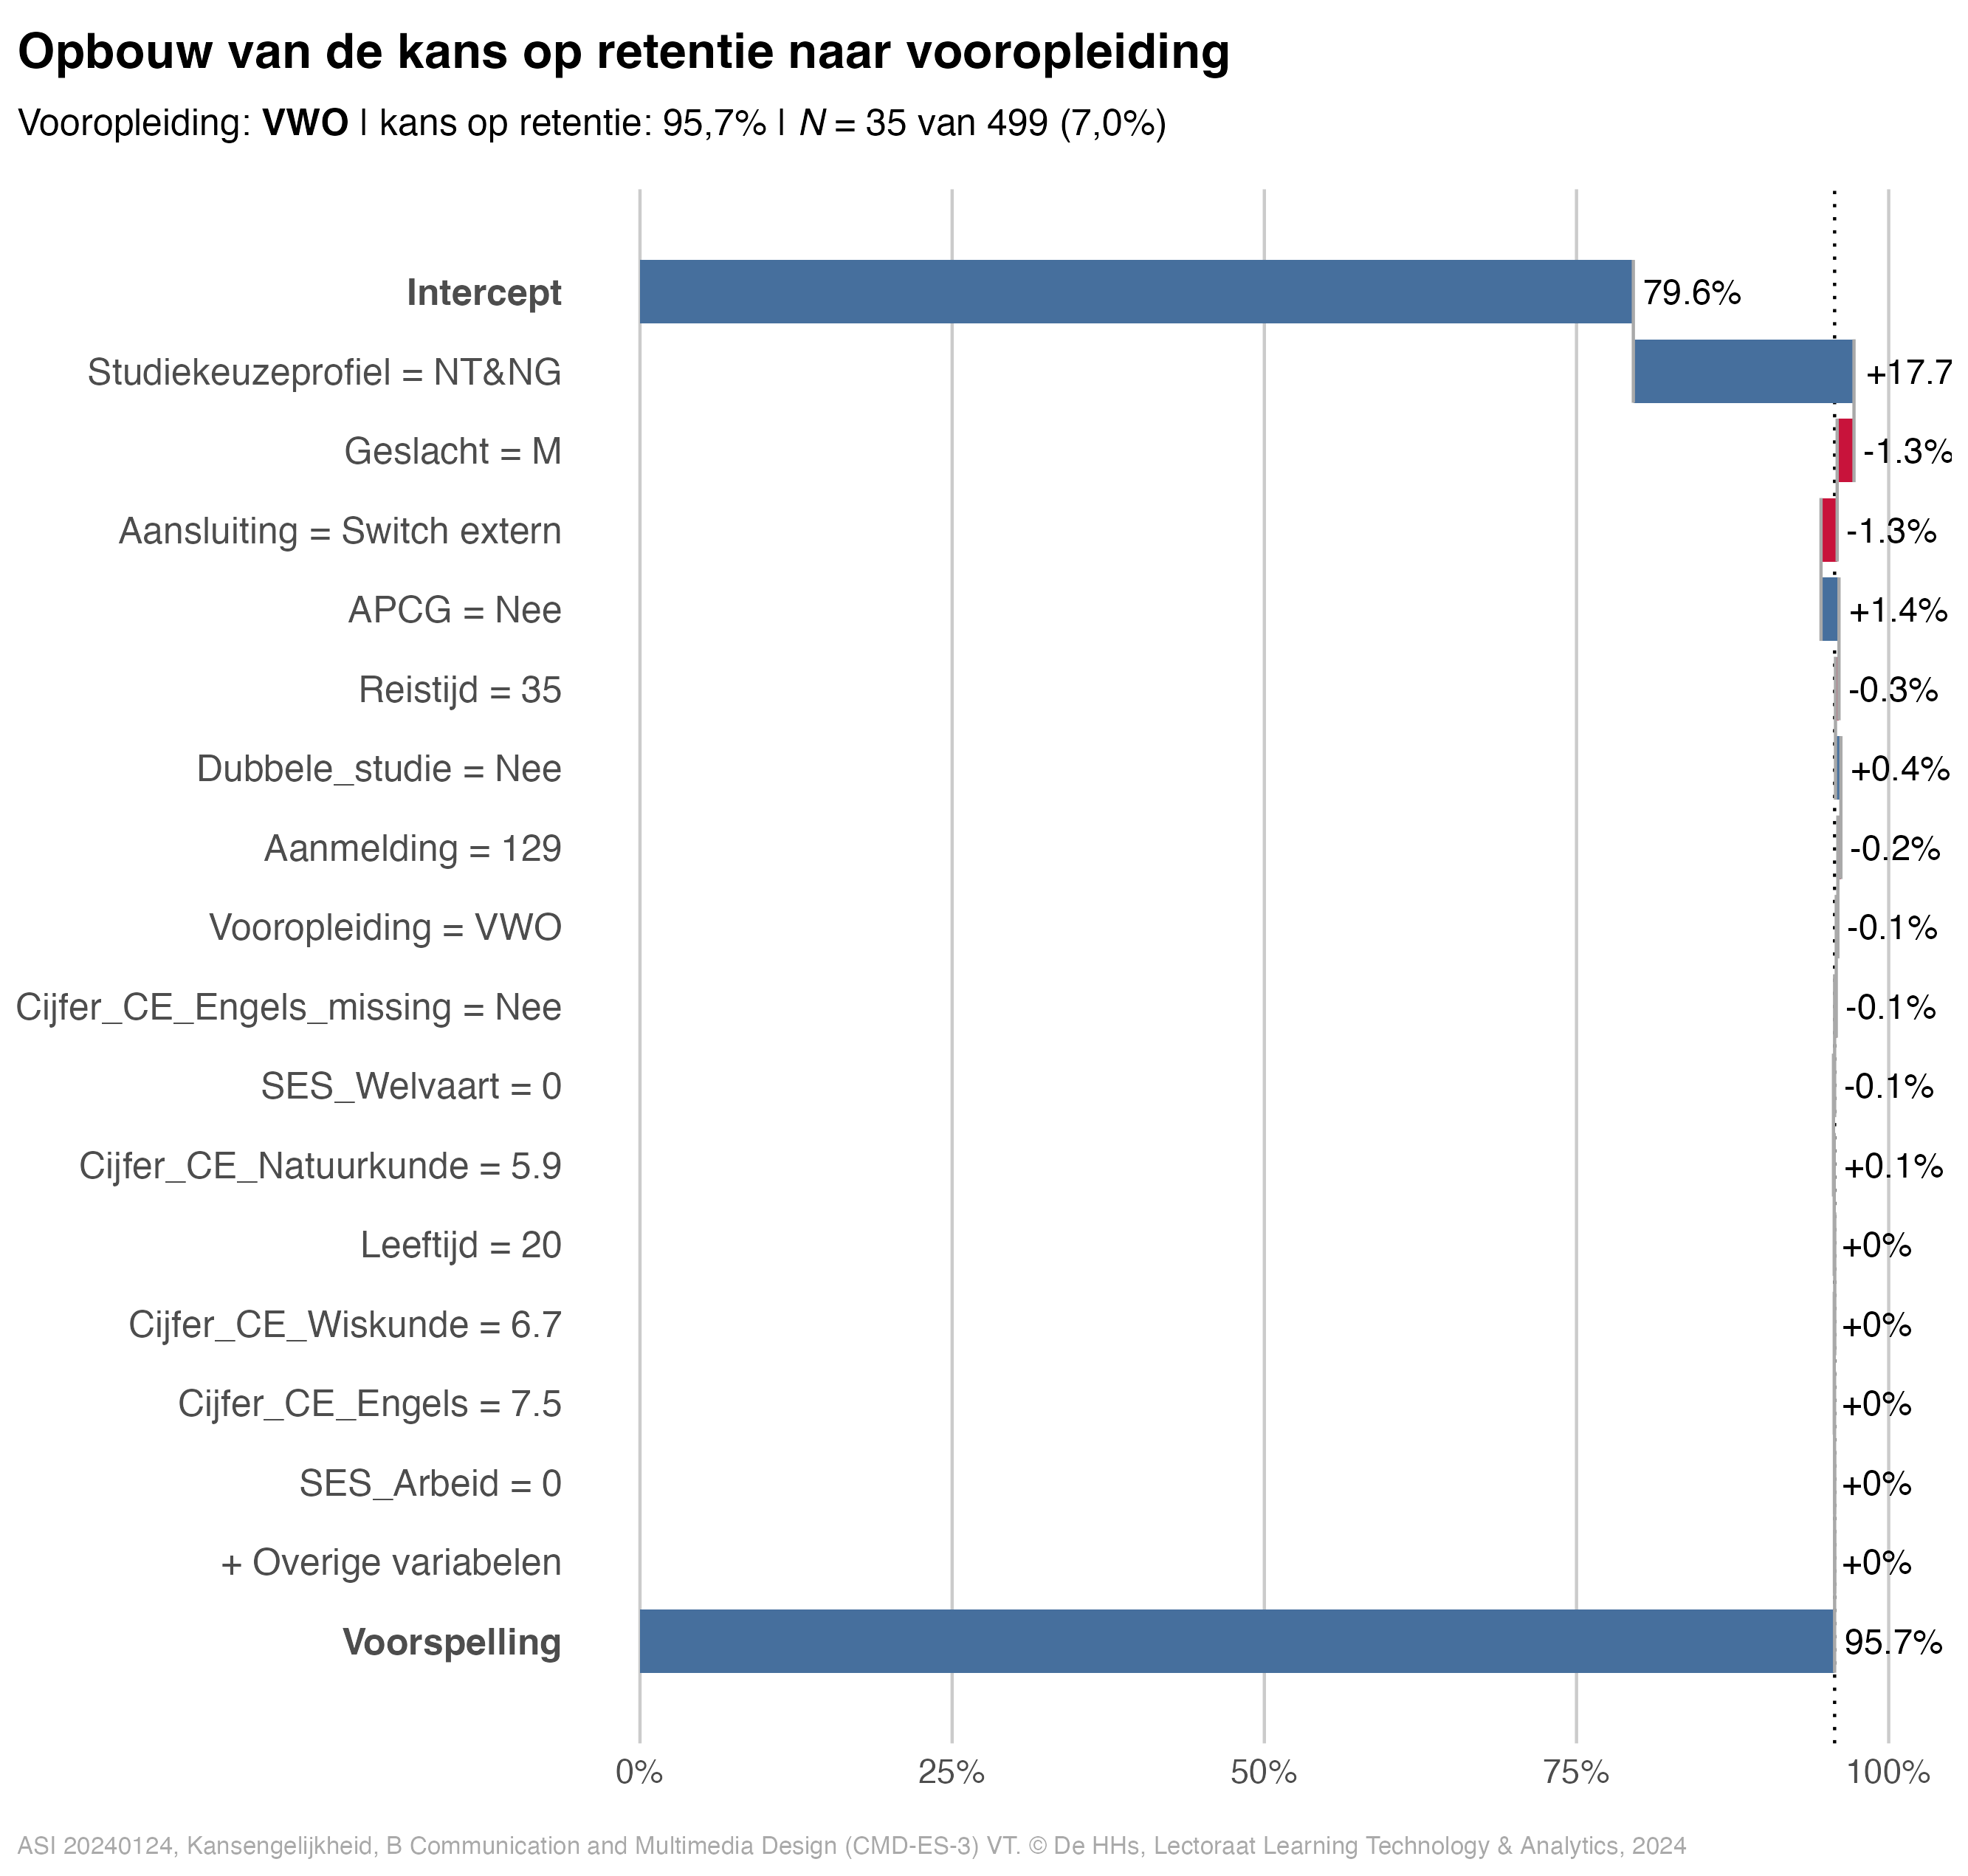 Opbouw van de kans op retentie naar vooropleiding
Vooropleiding: VWO | kans op retentie: 95,7% | N = 35 van 499 (7,0%)
Intercept 79.6%
Studiekeuzeprofiel = NT&NG +17.7
Geslacht = M -1.3%
Aansluiting = Switch extern -1.3%
APCG = Nee +1.4%
Reistijd = 35 -0.3%
Dubbele_studie = Nee +0.4%
Aanmelding = 129 -0.2%
Vooropleiding = VWO -0.1%
Cijfer_CE_Engels_missing = Nee -0.1%
SES_Welvaart = 0 -0.1%
Cijfer_CE_Natuurkunde = 5.9 +0.1%
Leeftijd = 20 +0%
Cijfer_CE_Wiskunde = 6.7 +0%
Cijfer_CE_Engels = 7.5 +0%
SES_Arbeid = 0 +0%
+ Overige variabelen +0%
Voorspelling 95.7%
0% 25% 50% 75% 100%
ASI 20240124, Kansengelijkheid, B Communication and Multimedia Design (CMD-ES-3) VT. © De HHs, Lectoraat Learning Technology & Analytics, 2024